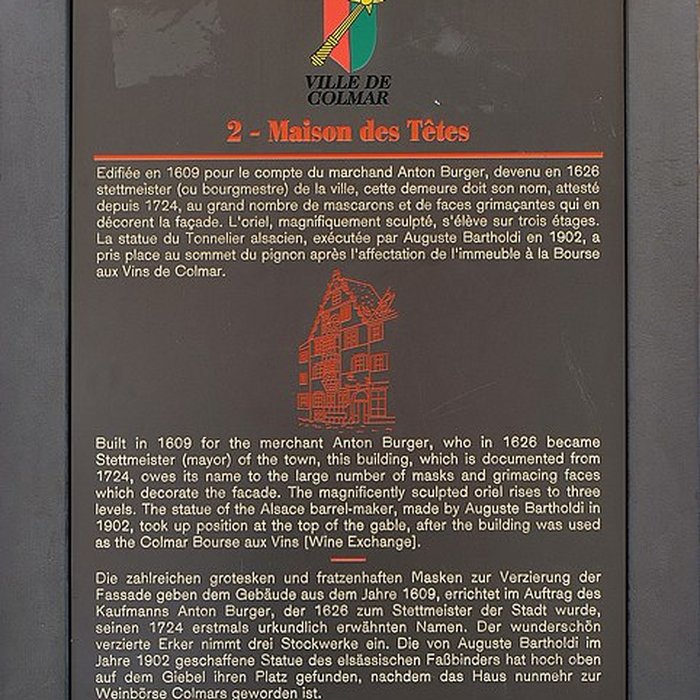 VILLE DE
COLMAR
2 - Maison des Têtes
Edifiée en 1609 pour le compte du marchand Anton Burger, devenu en 1626
stettmeister (ou bourgmestre) de la ville, cette demeure doit son nom, attesté
depuis 1724, au grand nombre de mascarons et de faces grimaçantes qui en
décorent la façade. L'oriel, magnifiquement sculpté, s'élève sur trois étages.
La statue du Tonnelier alsacien, exécutée par Auguste Bartholdi en 1902, a
pris place au sommet du pignon après l'affectation de l'immeuble à la Bourse
aux Vins de Colmar.
Built in 1609 for the merchant Anton Burger, who in 1626 became
Stettmeister (mayor) of the town, this building, which is documented from
1724, owes its name to the large number of masks and grimacing faces
which decorate the facade. The magnificently sculpted oriel rises to three
levels. The statue of the Alsace barrel-maker, made by Auguste Bartholdi in
1902, took up position at the top of the gable, after the building was used
as the Colmar Bourse aux Vins [Wine Exchange].
Die zahlreichen grotesken und fratzenhaften Masken zur Verzierung der
Fassade geben dem Gebäude aus dem Jahre 1609, errichtet im Auftrag des
Kaufmanns Anton Burger, der 1626 zum Stettmeister der Stadt wurde,
seinen 1724 erstmals urkundlich erwähnten Namen. Der wunderschön
verzierte Erker nimmt drei Stockwerke ein. Die von Auguste Bartholdi im
Jahre 1902 geschaffene Statue des elsässischen Faßbinders hat hoch oben
auf dem Giebel ihren Platz gefunden, nachdem das Haus nunmehr zur
Weinbörse Colmars geworden ist.